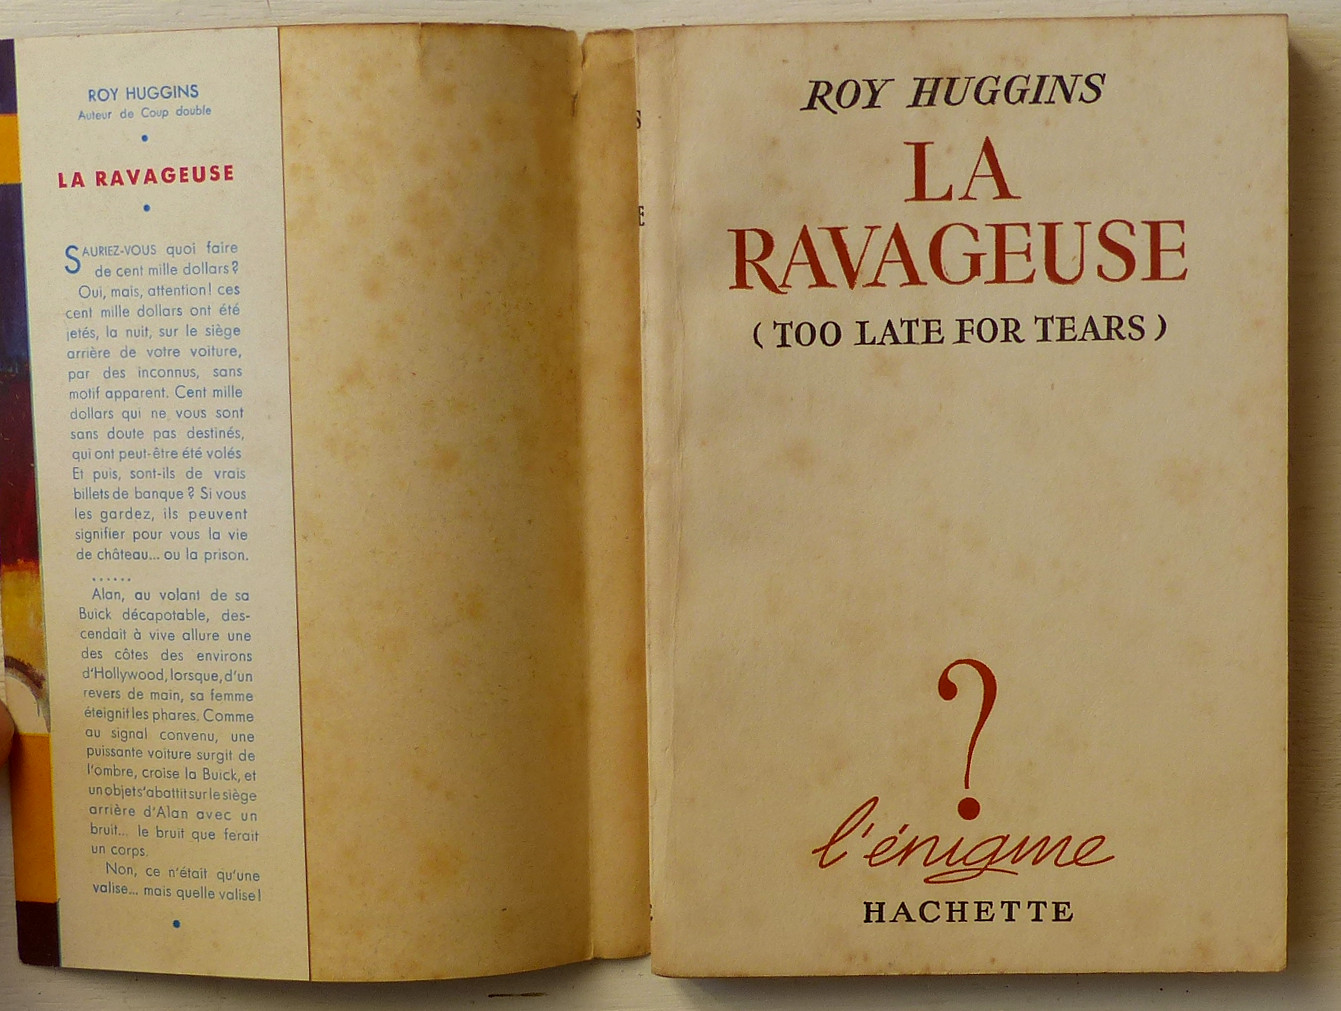 ROY HUGGINS
Auteur de Coup double
LA RAVAGEUSE
SAURIEZ-VOUS quoi faire
de cent mille dollars?
Oui, mais, attention! ces
cent mille dollars ont été
jetés, la nuit, sur le siège
arrière de votre voiture,
par des inconnus, sans
motif apparent. Cent mille
dollars qui ne vous sont
sans doute pas destinés,
qui ont peut-être été volés
Et puis, sont-ils de vrais
billets de banque? Si vous
les gardez, ils peuvent
signifier pour vous la vie
de château... ou la prison.
......
Alan, au volant de sa
Buick décapotable, des-
cendait à vive allure une
des côtes des environs
d'Hollywood, lorsque, d'un
revers de main, sa femme
éteignit les phares. Comme
au signal convenu, une
puissante voiture surgit de
l'ombre, croise la Buick, et
un objet s'abattit sur le siège
arrière d'Alan avec un
bruit... le bruit que ferait
un corps.
Non, ce n'était qu'une
valise... mais quelle valise!
S
E
ROY HUGGINS
LA
RAVAGEUSE
(TOO LATE FOR TEARS)
?
l'énigme
HACHETTE